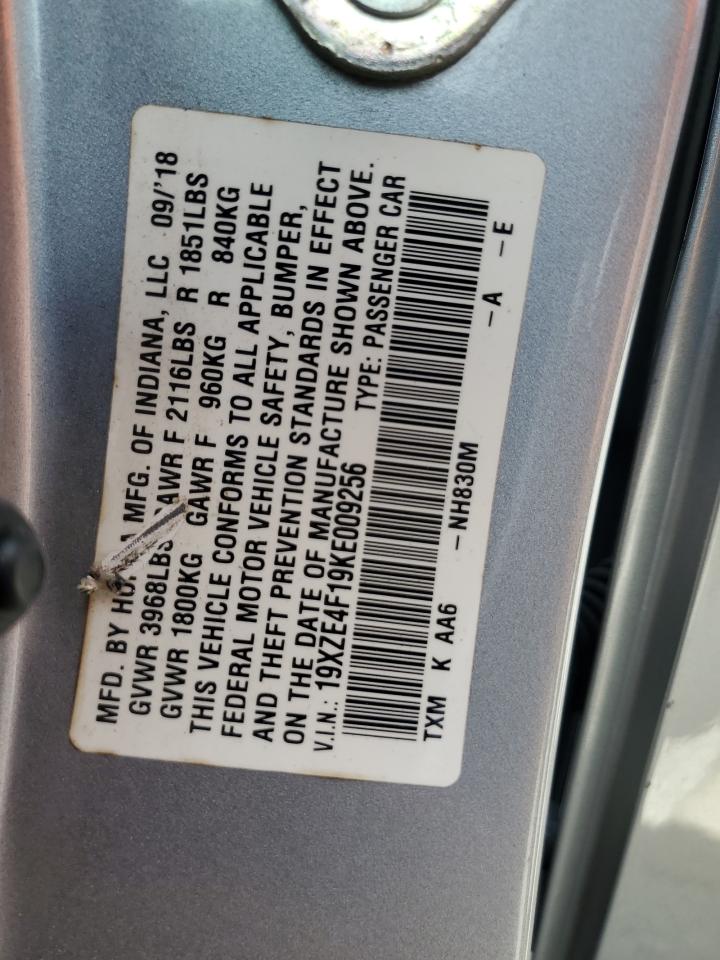 MFD. BY MFG. OF INDIANA, LLC 09/'18
GVWR 3968LBS GAWR F 2116LBS R 1851LBS
GVWR 1800KG GAWR F 960KG R 840KG
THIS VEHICLE CONFORMS TO ALL APPLICABLE
FEDERAL MOTOR VEHICLE SAFETY, BUMPER,
AND THEFT PREVENTION STANDARDS IN EFFECT
ON THE DATE OF MANUFACTURE SHOWN ABOVE.
V.I.N.: 19XZE4F19KE009256 TYPE: PASSENGER CAR
TXM K AA6 –NH830M –A –E